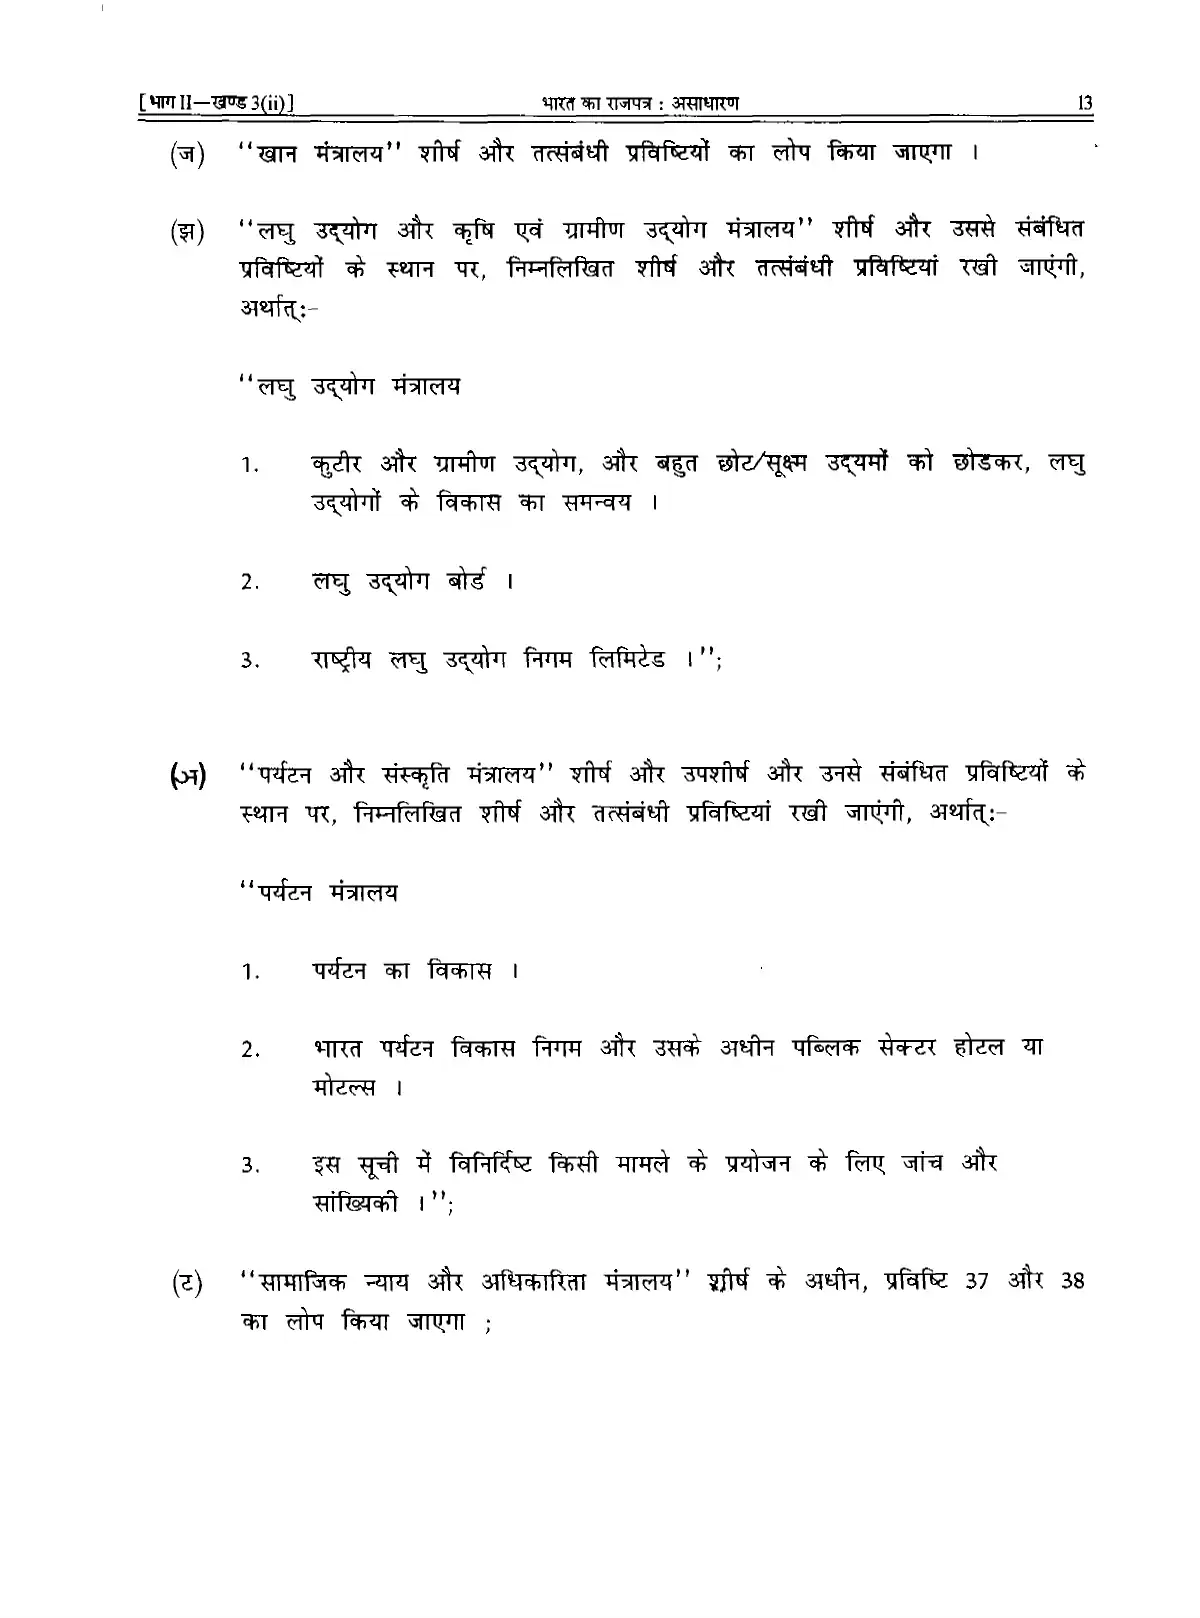 [ भाग II—खण्ड 3(ii) ] भारत का राजपत्र : असाधारण 13
(ज) ‘‘खान मंत्रालय’’ शीर्ष और तत्संबंधी प्रविष्टियों का लोप किया जाएगा ।
(झ) ‘‘लघु उद्योग और कृषि एवं ग्रामीण उद्योग मंत्रालय’’ शीर्ष और उससे संबंधित
प्रविष्टियों के स्थान पर, निम्नलिखित शीर्ष और तत्संबंधी प्रविष्टियां रखी जाएंगी,
अर्थात्:-
‘‘लघु उद्योग मंत्रालय
1. कुटीर और ग्रामीण उद्योग, और बहुत छोट/सूक्ष्म उद्यमों को छोडकर, लघु
उद्योगों के विकास का समन्वय ।
2. लघु उद्योग बोर्ड ।
3. राष्ट्रीय लघु उद्योग निगम लिमिटेड ।’’;
(ञ) ‘‘पर्यटन और संस्कृति मंत्रालय’’ शीर्ष और उपशीर्ष और उनसे संबंधित प्रविष्टियों के
स्थान पर, निम्नलिखित शीर्ष और तत्संबंधी प्रविष्टियां रखी जाएंगी, अर्थात्:-
‘‘पर्यटन मंत्रालय
1. पर्यटन का विकास ।
2. भारत पर्यटन विकास निगम और उसके अधीन पब्लिक सेक्टर होटल या
मोटल्स ।
3. इस सूची में विनिर्दिष्ट किसी मामले के प्रयोजन के लिए जांच और
सांख्यिकी ।’’;
(ट) ‘‘सामाजिक न्याय और अधिकारिता मंत्रालय’’ शीर्ष के अधीन, प्रविष्टि 37 और 38
का लोप किया जाएगा ;